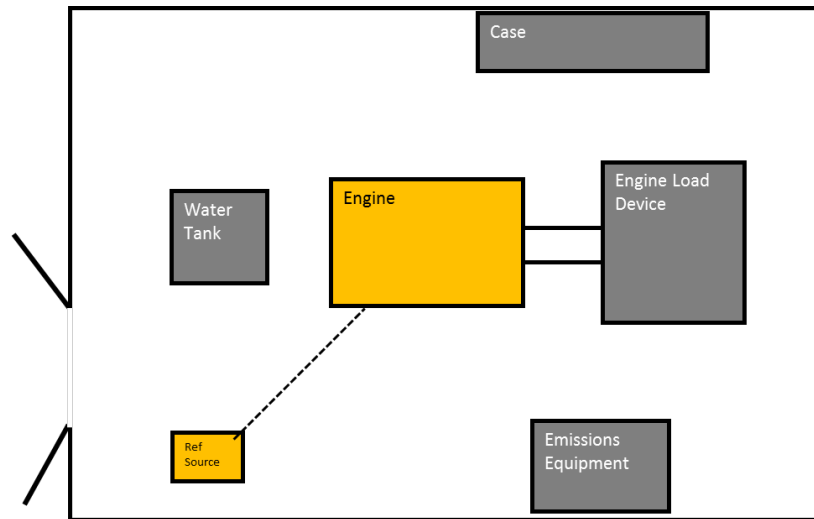 Case
Engine Load
Device
Engine
Water
Tank
Ref
Source
Emissions
Equipment